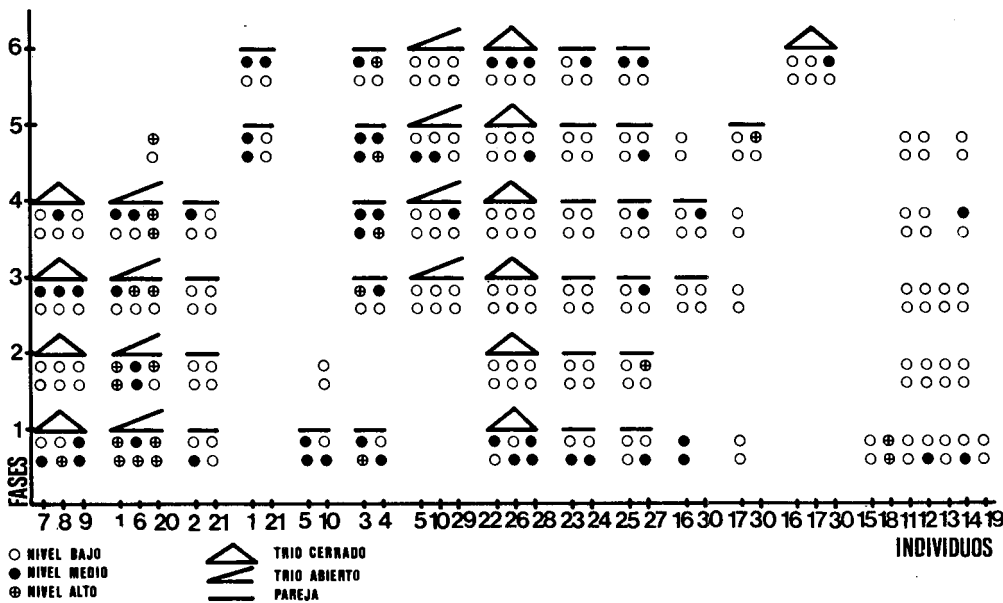 6
5
4
3
2
1
FASES
7 8 9 1 6 20 2 21 1 21 5 10 3 4 5 10 29 22 26 28 23 24 25 27 16 30 17 30 16 17 30 15 18 11 12 13 14 19
INDIVIDUOS
NIVEL BAJO
NIVEL MEDIO
NIVEL ALTO
TRIO CERRADO
TRIO ABIERTO
PAREJA